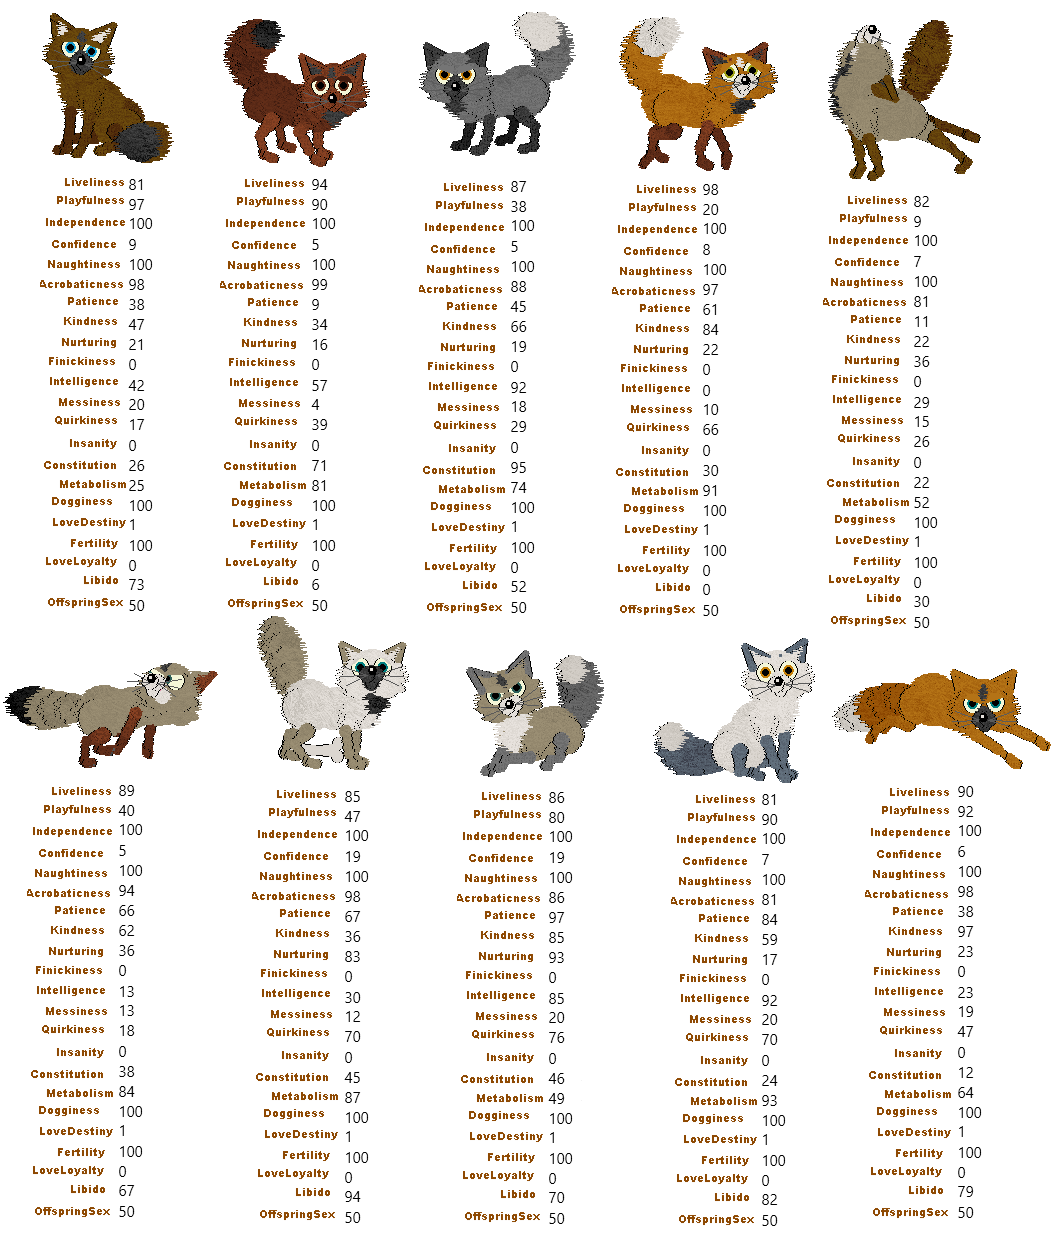 Liveliness 81
Playfulness 97
Independence 100
Confidence 9
Naughtiness 100
Acrobaticness 98
Patience 38
Kindness 47
Nurturing 21
Finickiness 0
Intelligence 42
Messiness 20
Quirkiness 17
Insanity 0
Constitution 26
Metabolism 25
Dogginess 100
LoveDestiny 1
Fertility 100
LoveLoyalty 0
Libido 73
OffspringSex 50
Liveliness 94
Playfulness 90
Independence 100
Confidence 5
Naughtiness 100
Acrobaticness 99
Patience 9
Kindness 34
Nurturing 16
Finickiness 0
Intelligence 57
Messiness 4
Quirkiness 39
Insanity 0
Constitution 71
Metabolism 81
Dogginess 100
LoveDestiny 1
Fertility 100
LoveLoyalty 0
Libido 6
OffspringSex 50
Liveliness 87
Playfulness 38
Independence 100
Confidence 5
Naughtiness 100
Acrobaticness 88
Patience 45
Kindness 66
Nurturing 19
Finickiness 0
Intelligence 92
Messiness 18
Quirkiness 29
Insanity 0
Constitution 95
Metabolism 74
Dogginess 100
LoveDestiny 1
Fertility 100
LoveLoyalty 0
Libido 52
OffspringSex 50
Liveliness 98
Playfulness 20
Independence 100
Confidence 8
Naughtiness 100
Acrobaticness 97
Patience 61
Kindness 84
Nurturing 22
Finickiness 0
Intelligence 0
Messiness 10
Quirkiness 66
Insanity 0
Constitution 30
Metabolism 91
Dogginess 100
LoveDestiny 1
Fertility 100
LoveLoyalty 0
Libido 0
OffspringSex 50
Liveliness 82
Playfulness 9
Independence 100
Confidence 7
Naughtiness 100
Acrobaticness 81
Patience 11
Kindness 22
Nurturing 36
Finickiness 0
Intelligence 29
Messiness 15
Quirkiness 26
Insanity 0
Constitution 22
Metabolism 52
Dogginess 100
LoveDestiny 1
Fertility 100
LoveLoyalty 0
Libido 30
OffspringSex 50
Liveliness 89
Playfulness 40
Independence 100
Confidence 5
Naughtiness 100
Acrobaticness 94
Patience 66
Kindness 62
Nurturing 36
Finickiness 0
Intelligence 13
Messiness 13
Quirkiness 18
Insanity 0
Constitution 38
Metabolism 84
Dogginess 100
LoveDestiny 1
Fertility 100
LoveLoyalty 0
Libido 67
OffspringSex 50
Liveliness 85
Playfulness 47
Independence 100
Confidence 19
Naughtiness 100
Acrobaticness 98
Patience 67
Kindness 36
Nurturing 83
Finickiness 0
Intelligence 30
Messiness 12
Quirkiness 70
Insanity 0
Constitution 45
Metabolism 87
Dogginess 100
LoveDestiny 1
Fertility 100
LoveLoyalty 0
Libido 94
OffspringSex 50
Liveliness 86
Playfulness 80
Independence 100
Confidence 19
Naughtiness 100
Acrobaticness 86
Patience 97
Kindness 85
Nurturing 93
Finickiness 0
Intelligence 85
Messiness 20
Quirkiness 76
Insanity 0
Constitution 46
Metabolism 49
Dogginess 100
LoveDestiny 1
Fertility 100
LoveLoyalty 0
Libido 70
OffspringSex 50
Liveliness 81
Playfulness 90
Independence 100
Confidence 7
Naughtiness 100
Acrobaticness 81
Patience 84
Kindness 59
Nurturing 17
Finickiness 0
Intelligence 92
Messiness 20
Quirkiness 70
Insanity 0
Constitution 24
Metabolism 93
Dogginess 100
LoveDestiny 1
Fertility 100
LoveLoyalty 0
Libido 82
OffspringSex 50
Liveliness 90
Playfulness 92
Independence 100
Confidence 6
Naughtiness 100
Acrobaticness 98
Patience 38
Kindness 97
Nurturing 23
Finickiness 0
Intelligence 23
Messiness 19
Quirkiness 47
Insanity 0
Constitution 12
Metabolism 64
Dogginess 100
LoveDestiny 1
Fertility 100
LoveLoyalty 0
Libido 79
OffspringSex 50